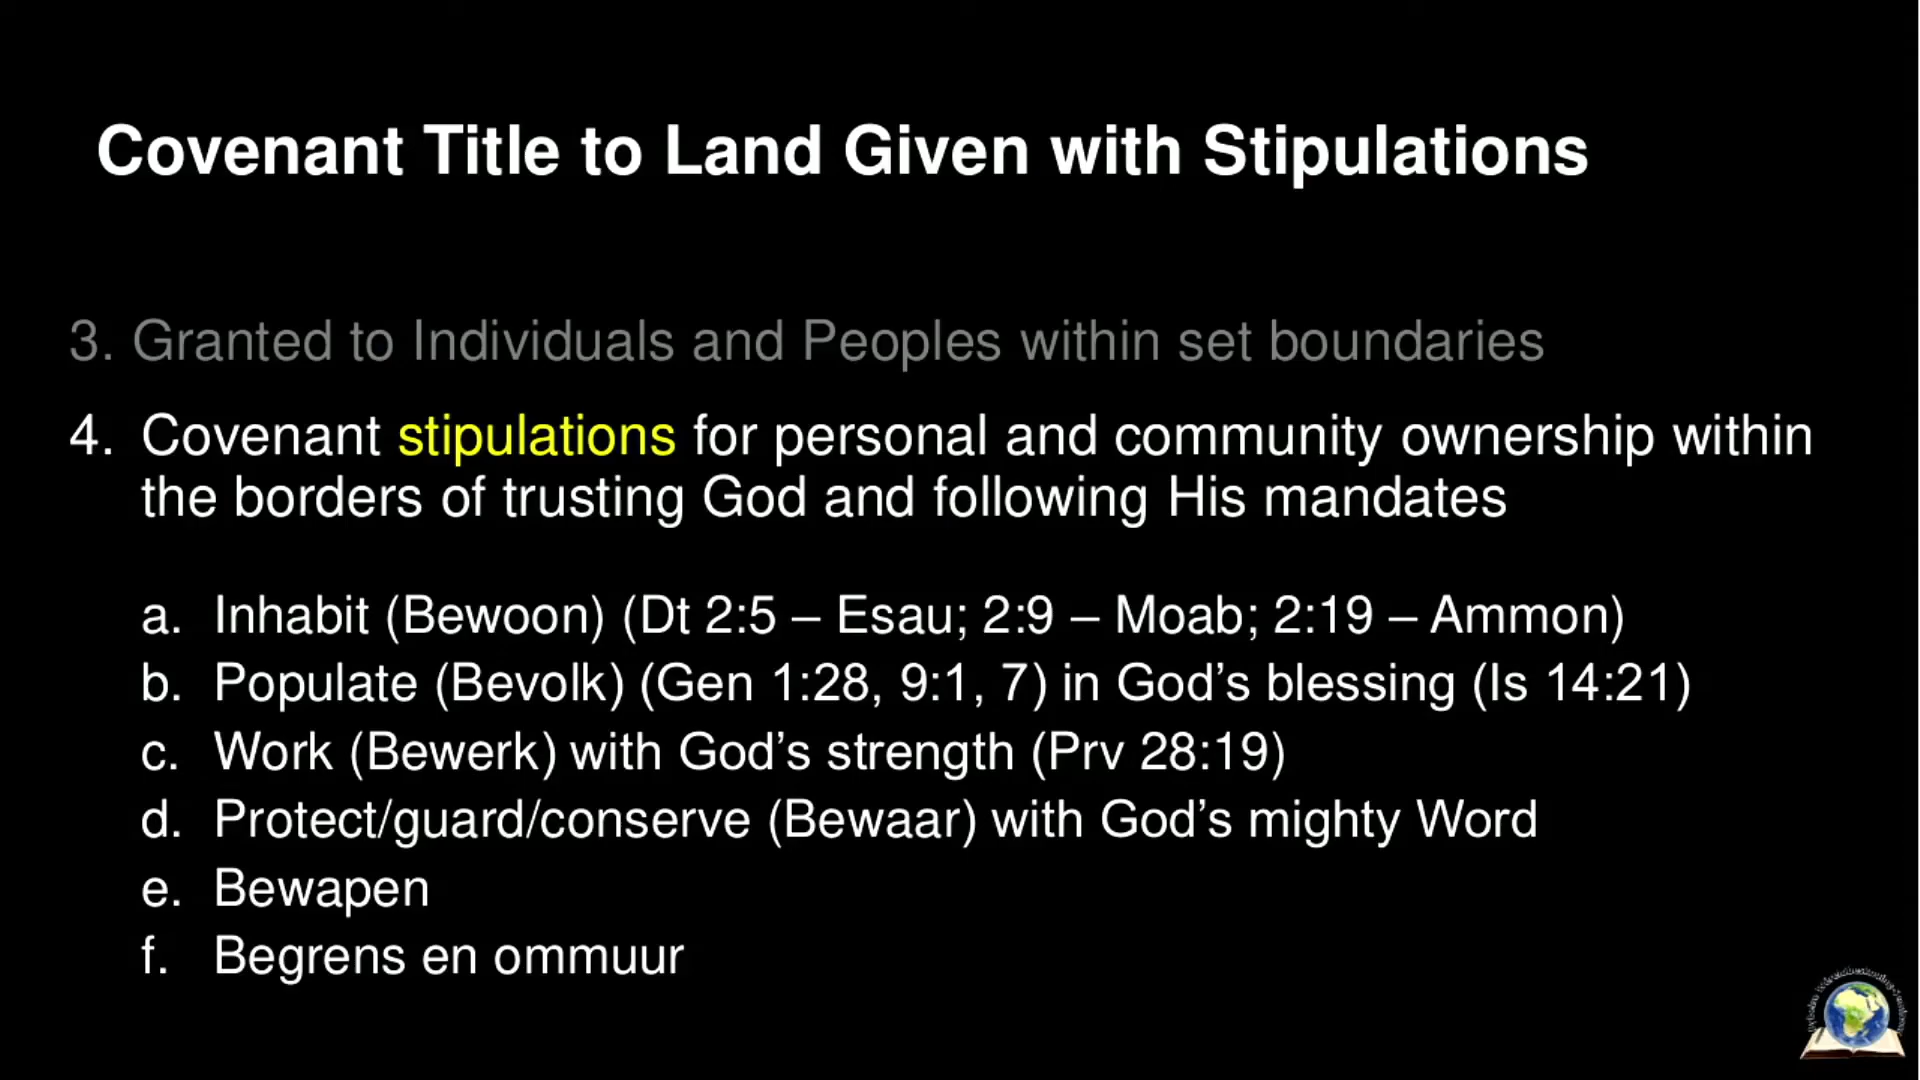 Covenant Title to Land Given with Stipulations
3. Granted to Individuals and Peoples within set boundaries
4. Covenant stipulations for personal and community ownership within
the borders of trusting God and following His mandates
a. Inhabit (Bewoon) (Dt 2:5 – Esau; 2:9 – Moab; 2:19 – Ammon)
b. Populate (Bevolk) (Gen 1:28, 9:1, 7) in God’s blessing (Is 14:21)
c. Work (Bewerk) with God’s strength (Prv 28:19)
d. Protect/guard/conserve (Bewaar) with God’s mighty Word
e. Bewapen
f. Begrens en ommuur